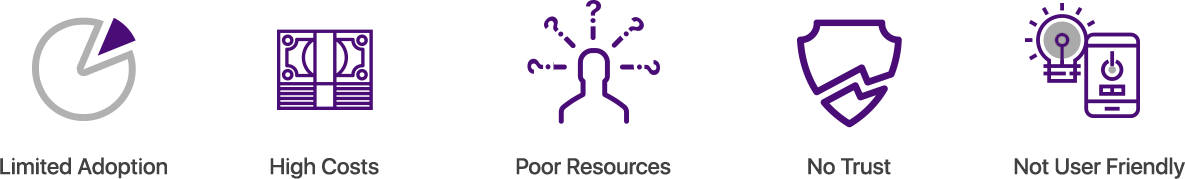 Limited Adoption
High Costs
Poor Resources
No Trust
Not User Friendly